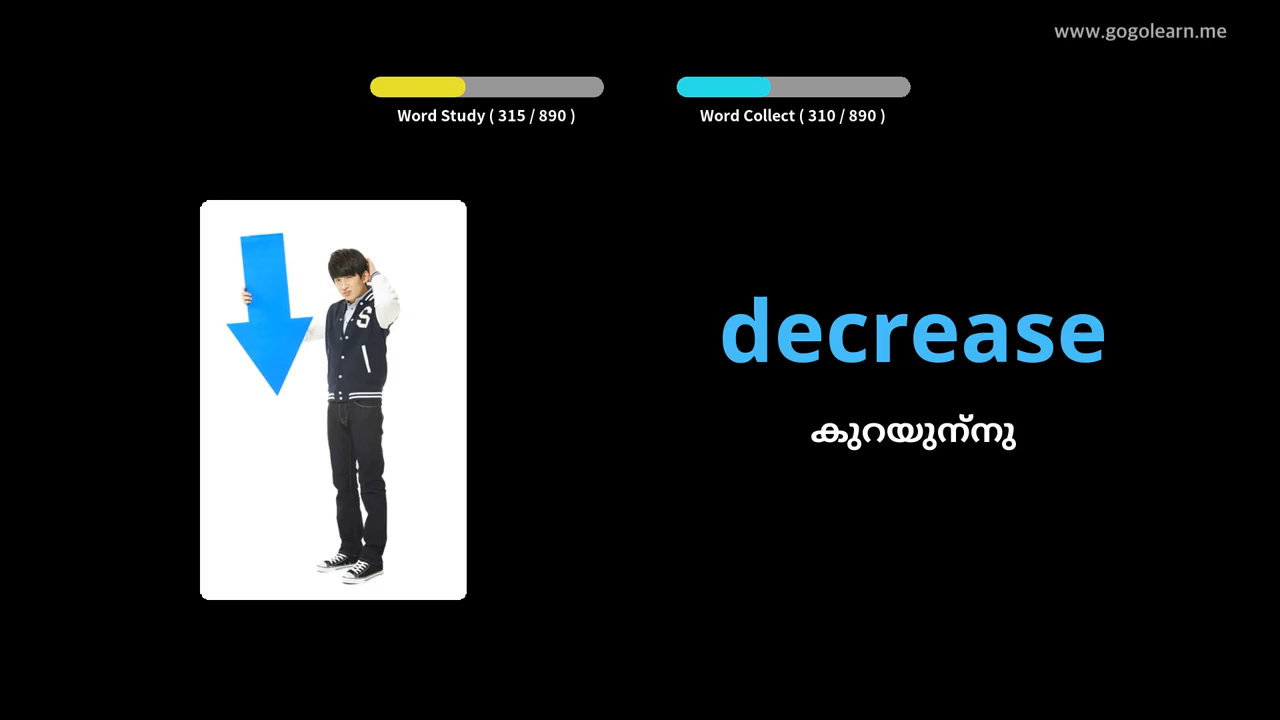 www.gogolearn.me
Word Study ( 315 / 890 )
Word Collect ( 310 / 890 )
S
decrease
കുറയുന്നു